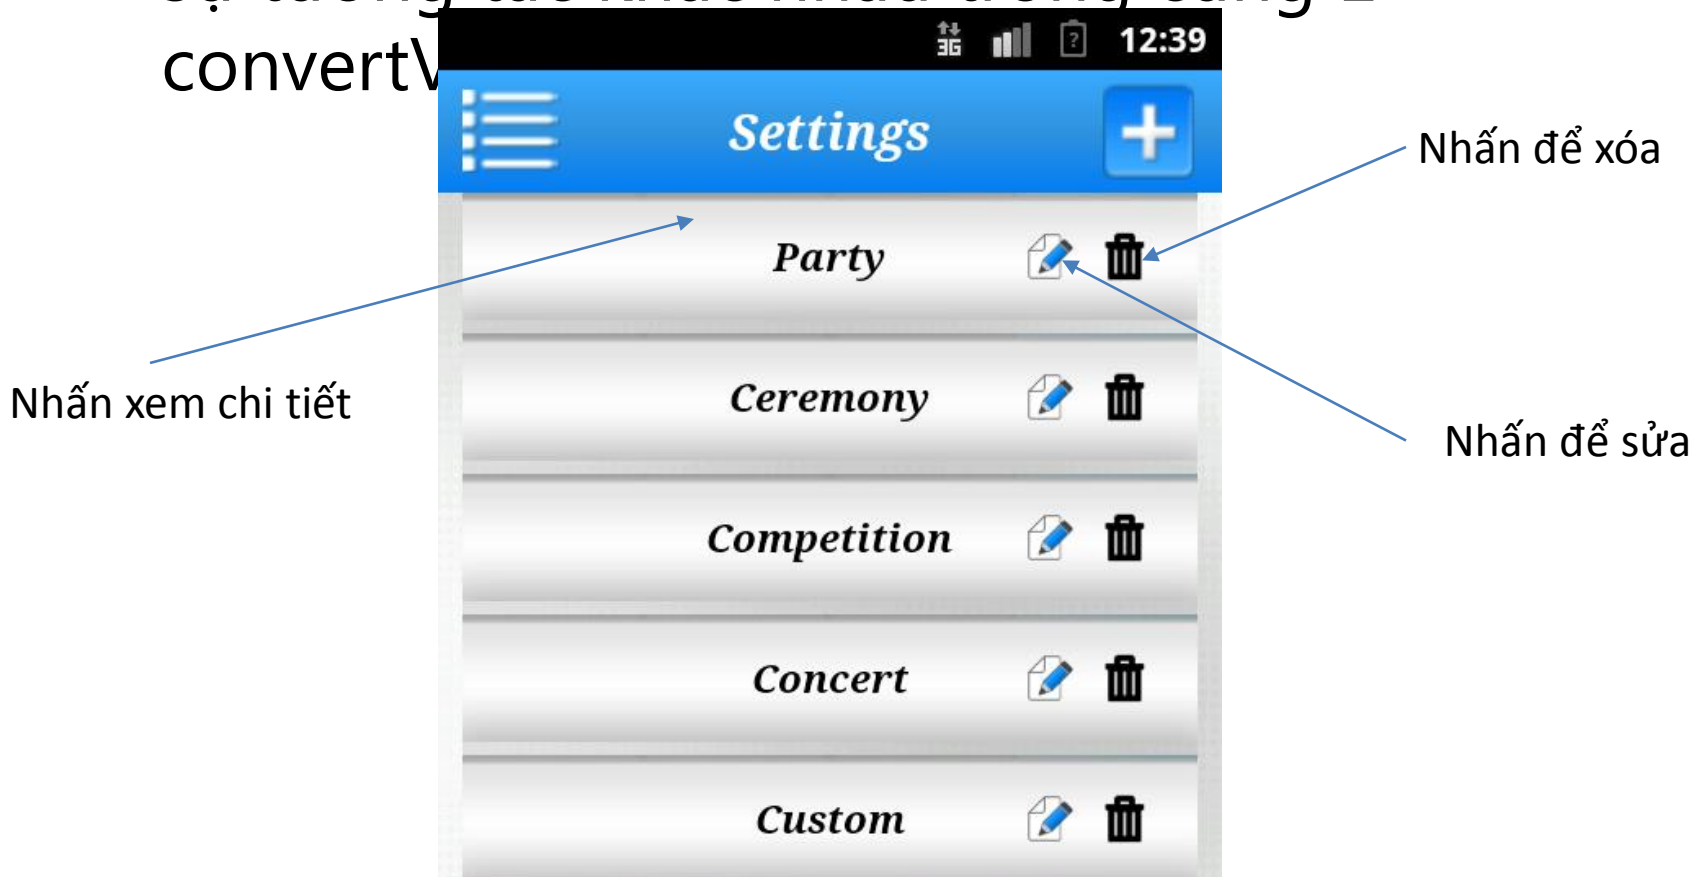 convertV
12:39
3G
Settings
Nhấn để xóa
Party
Ceremony
Nhấn xem chi tiết
Nhấn để sửa
Competition
Concert
Custom